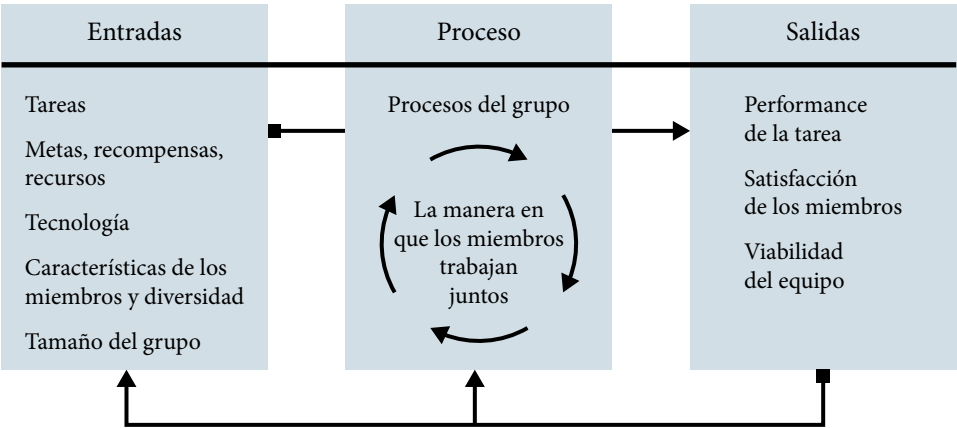 Entradas
Tareas
Metas, recompensas,
recursos
Tecnología
Características de los
miembros y diversidad
Tamaño del grupo
Proceso
Procesos del grupo
La manera en
que los miembros
trabajan
juntos
Salidas
Performance
de la tarea
Satisfacción
de los miembros
Viabilidad
del equipo